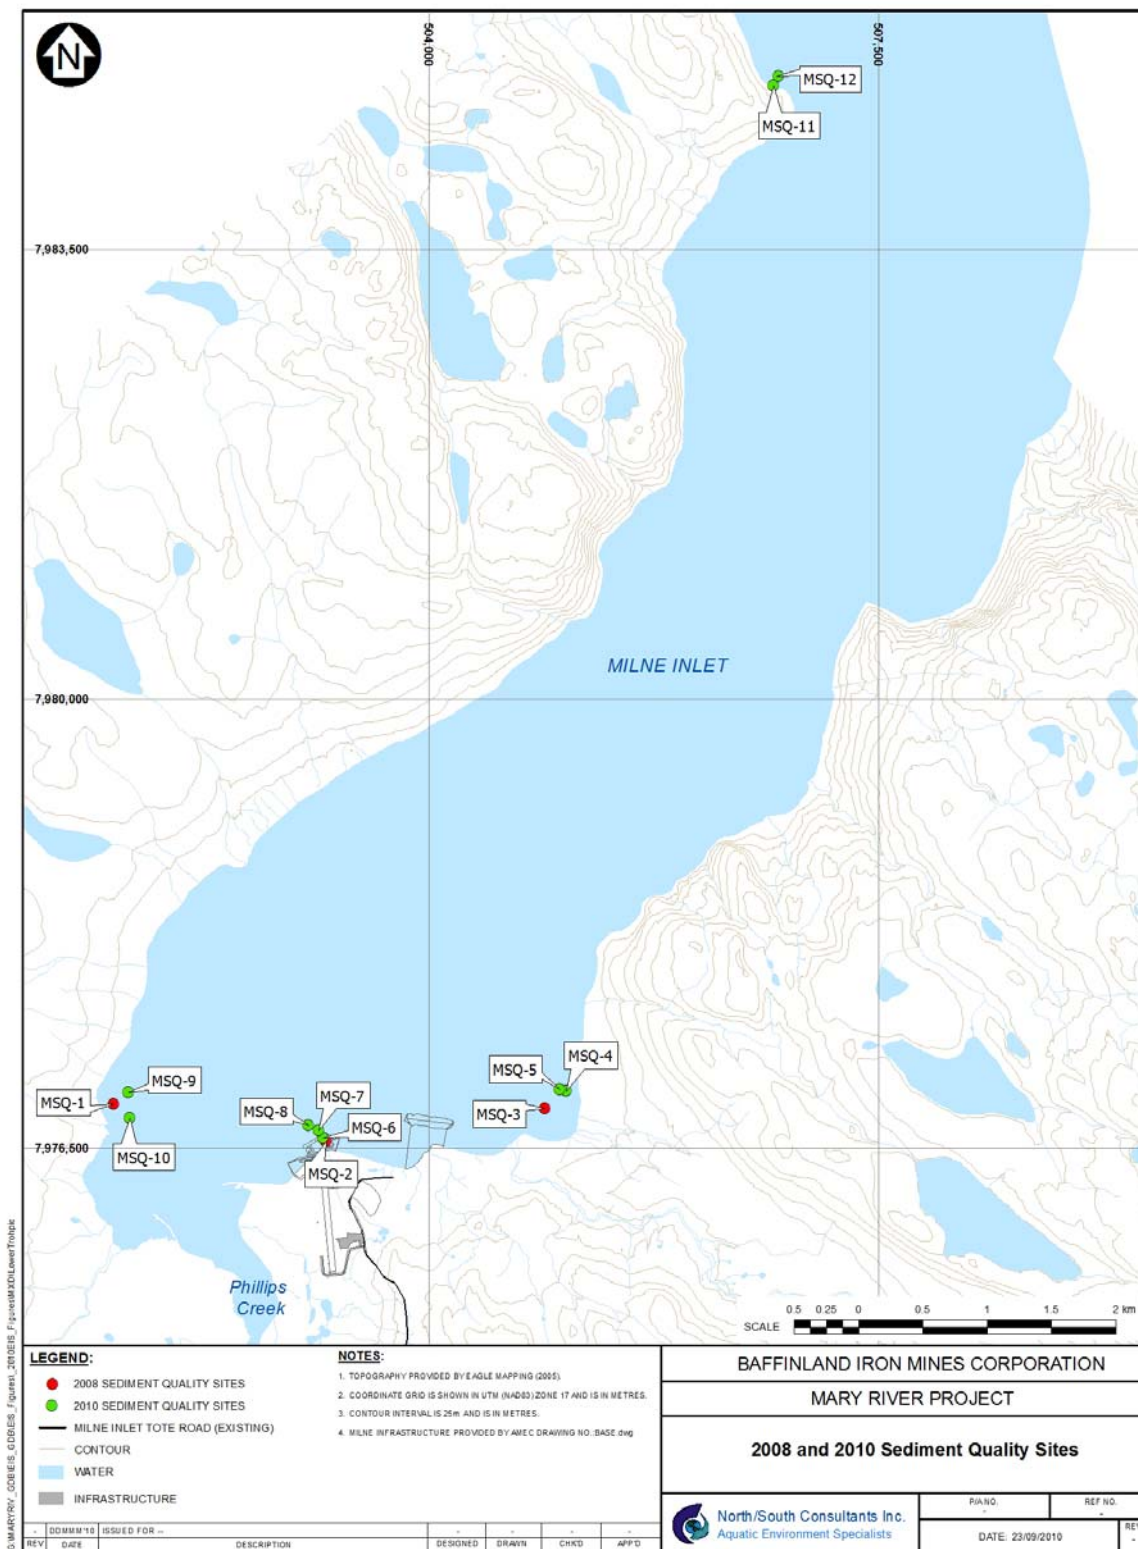 N
504,000
507,500
MSQ-12
MSQ-11
7,983,500
MILNE INLET
7,980,000
MSQ-4
MSQ-5
MSQ-9
MSQ-7
MSQ-1
MSQ-8
MSQ-3
MSQ-6
7,976,500
MSQ-10
MSQ-2
Phillips
Creek
0.5 0.25 0 0.5 1 1.5 2 km
SCALE
LEGEND:
2008 SEDIMENT QUALITY SITES
2010 SEDIMENT QUALITY SITES
MILNE INLET TOTE ROAD (EXISTING)
CONTOUR
WATER
INFRASTRUCTURE
NOTES:
1. TOPOGRAPHY PROVIDED BY EAGLE MAPPING (2005).
2. COORDINATE GRID IS SHOWN IN UTM (NAD83) ZONE 17 AND IS IN METRES.
3. CONTOUR INTERVAL IS 25m AND IS IN METRES.
4. MILNE INFRASTRUCTURE PROVIDED BY AMEC DRAWING NO. BASE.dwg
BAFFINLAND IRON MINES CORPORATION
MARY RIVER PROJECT
2008 and 2010 Sediment Quality Sites
North/South Consultants Inc.
Aquatic Environment Specialists
P/A NO.
-
REF NO.
-
DATE: 23/09/2010
REV
-
- DDMMM'10 ISSUED FOR -- - - - -
REV DATE DESCRIPTION DESIGNED DRAWN CHK'D APP'D